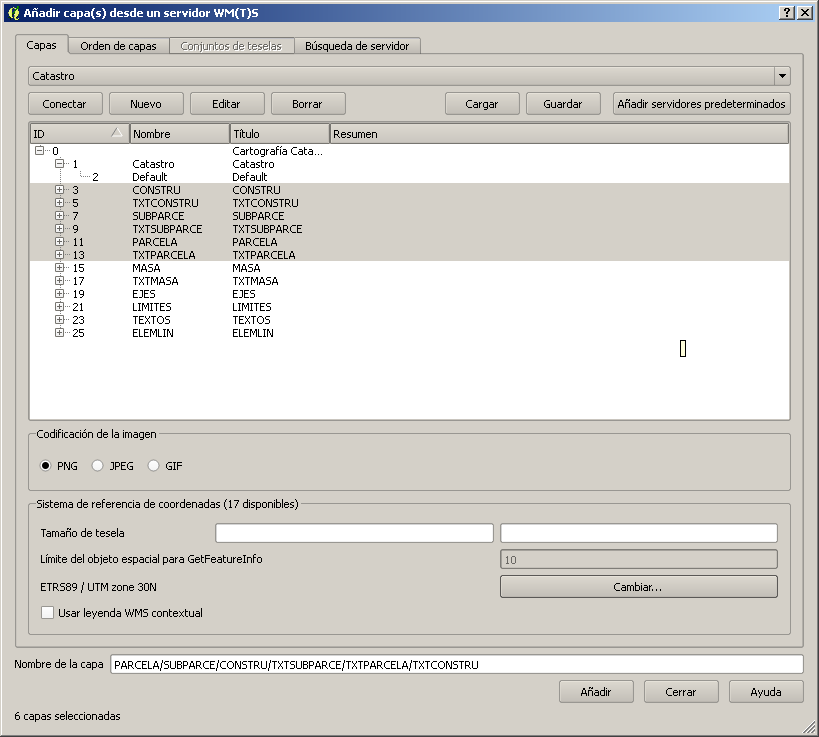 Añadir capa(s) desde un servidor WM(T)S
Capas Orden de capas Conjuntos de teselas Búsqueda de servidor
Catastro
Conectar Nuevo Editar Borrar Cargar Guardar Añadir servidores predeterminados
ID Nombre Título Resumen
0 Cartografía Cata...
1 Catastro Catastro
2 Default Default
3 CONSTRU CONSTRU
5 TXTCONSTRU TXTCONSTRU
7 SUBPARCE SUBPARCE
9 TXTSUBPARCE TXTSUBPARCE
11 PARCELA PARCELA
13 TXTPARCELA TXTPARCELA
15 MASA MASA
17 TXTMASA TXTMASA
19 EJES EJES
21 LIMITES LIMITES
23 TEXTOS TEXTOS
25 ELEMLIN ELEMLIN
Codificación de la imagen
PNG JPEG GIF
Sistema de referencia de coordenadas (17 disponibles)
Tamaño de tesela
Límite del objeto espacial para GetFeatureInfo 10
ETRS89 / UTM zone 30N Cambiar...
Usar leyenda WMS contextual
Nombre de la capa PARCELA/SUBPARCE/CONSTRU/TXTSUBPARCE/TXTPARCELA/TXTCONSTRU
Añadir Cerrar Ayuda
6 capas seleccionadas